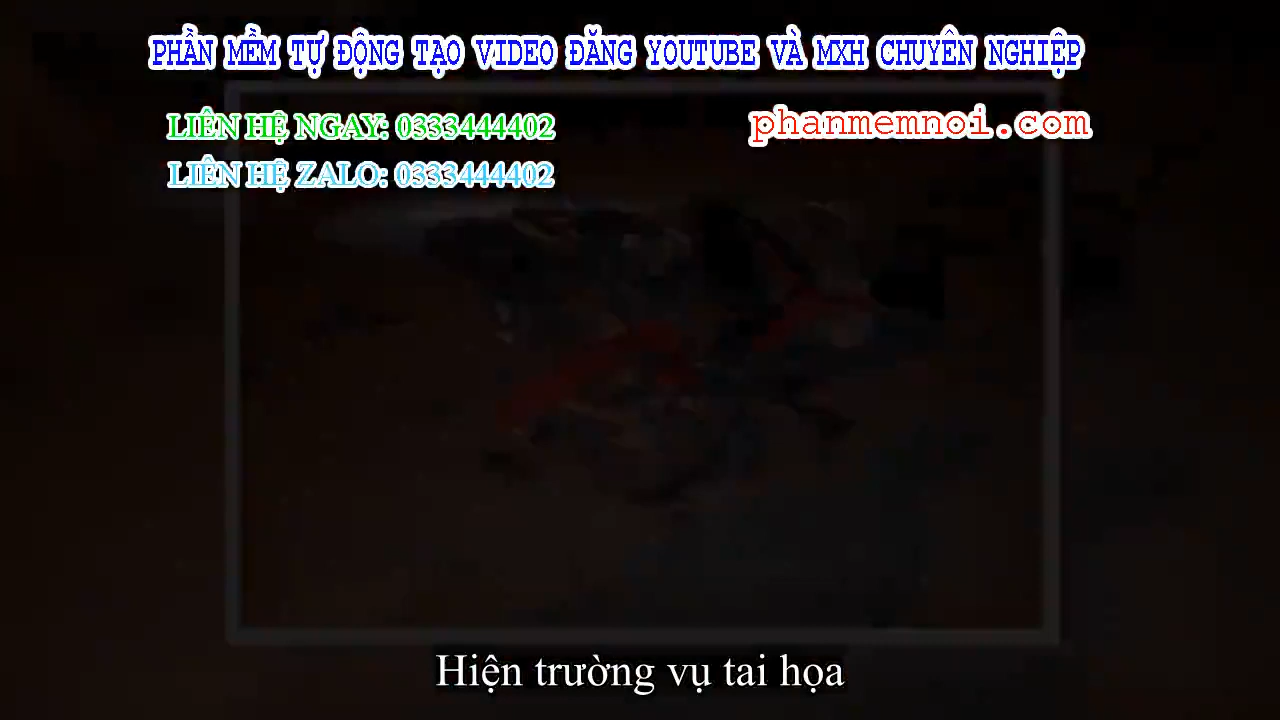 PHẦN MỀM TỰ ĐỘNG TẠO VIDEO ĐĂNG YOUTUBE VÀ MXH CHUYÊN NGHIỆP
LIÊN HỆ NGAY: 0333444402
phanmemnoi.com
LIÊN HỆ ZALO: 0333444402
Hiện trường vụ tai họa